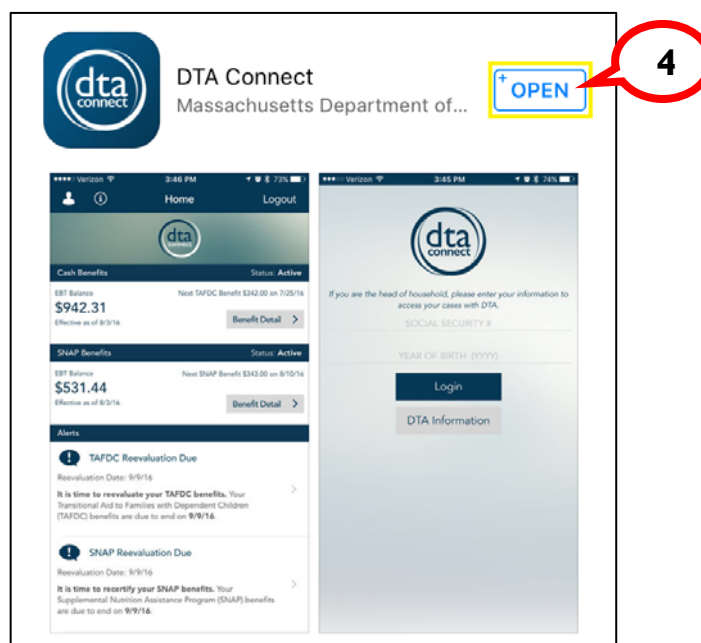 dta
connect
DTA Connect
Massachusetts Department of...
+ OPEN
4
Verizon 3:46 PM 73%
Home Logout
dta
connect
Cash Benefits Status: Active
EBT Balance Next TAFDC Benefit $342.00 on 7/25/16
$942.31
Effective as of 8/3/16 Benefit Detail >
SNAP Benefits Status: Active
EBT Balance Next SNAP Benefit $343.00 on 8/10/16
$531.44
Effective as of 8/3/16 Benefit Detail >
Alerts
! TAFDC Reevaluation Due
Reevaluation Date: 9/9/16
It is time to reevaluate your TAFDC benefits. Your
Transitional Aid to Families with Dependent Children
(TAFDC) benefits are due to end on 9/9/16.
! SNAP Reevaluation Due
Reevaluation Date: 9/9/16
It is time to recertify your SNAP benefits. Your
Supplemental Nutrition Assistance Program (SNAP) benefits
are due to end on 9/9/16.
Verizon 3:45 PM 74%
dta
connect
If you are the head of household, please enter your information to
access your cases with DTA.
SOCIAL SECURITY #
YEAR OF BIRTH (YYYY)
Login
DTA Information